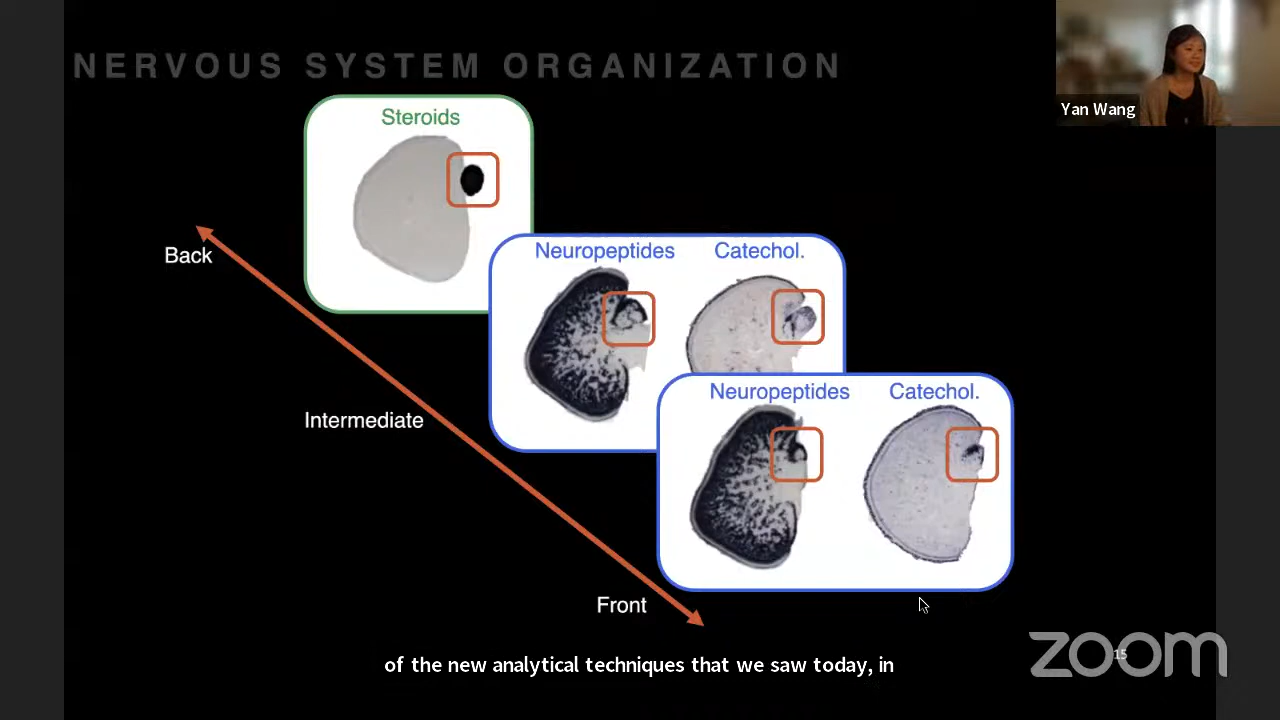 NERVOUS SYSTEM ORGANIZATION
Yan Wang
Steroids
Back
Neuropeptides Catechol.
Intermediate
Neuropeptides Catechol.
Front
of the new analytical techniques that we saw today, in
zoom
15